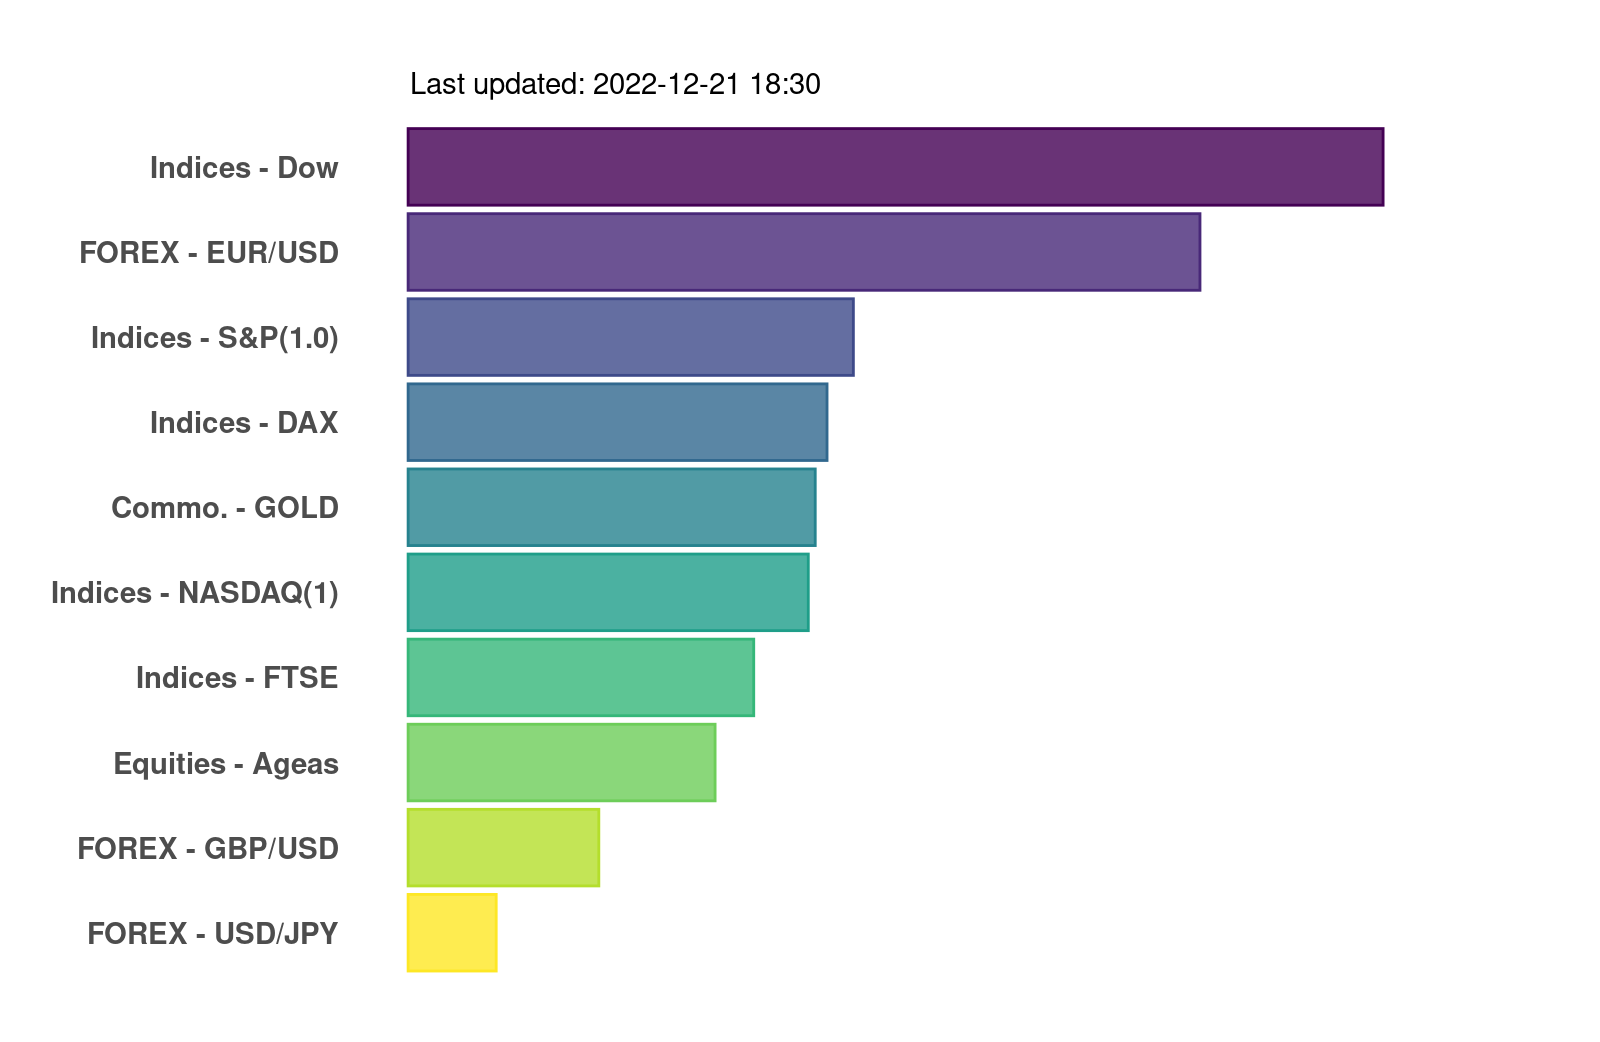 Last updated: 2022-12-21 18:30
Indices - Dow
FOREX - EUR/USD
Indices - S&P(1.0)
Indices - DAX
Commo. - GOLD
Indices - NASDAQ(1)
Indices - FTSE
Equities - Ageas
FOREX - GBP/USD
FOREX - USD/JPY